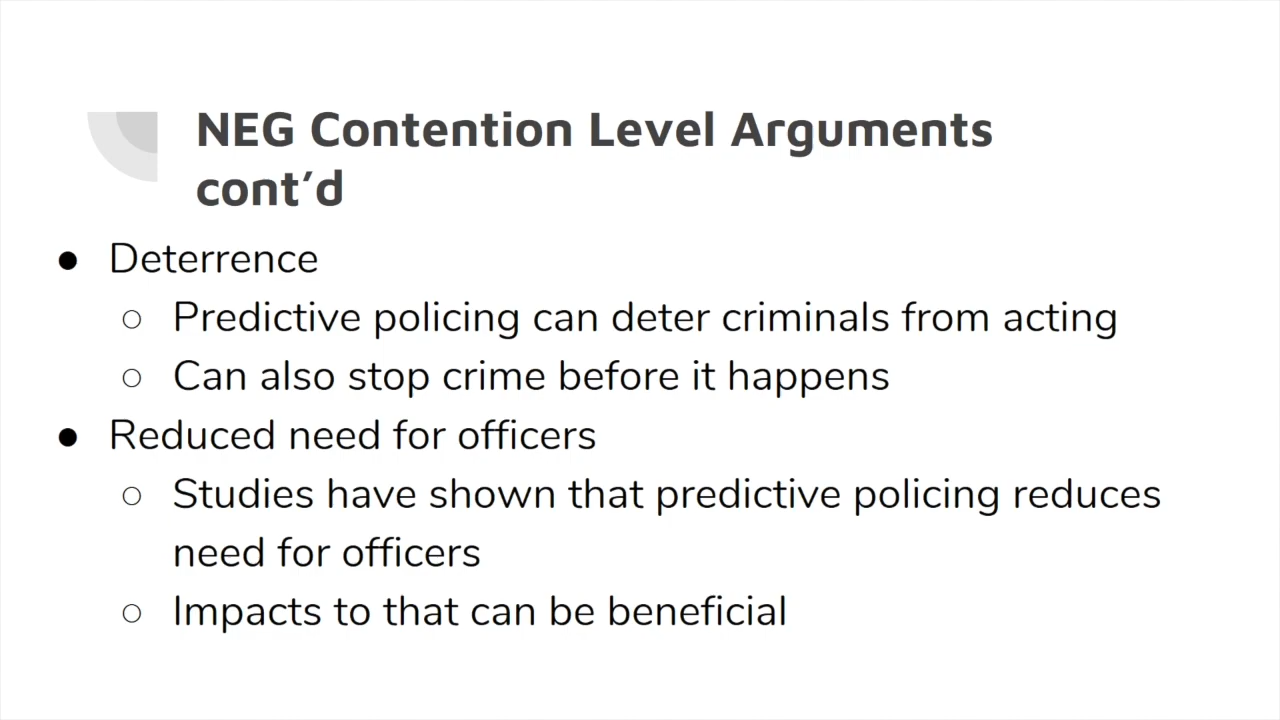 NEG Contention Level Arguments
cont’d
● Deterrence
○ Predictive policing can deter criminals from acting
○ Can also stop crime before it happens
● Reduced need for officers
○ Studies have shown that predictive policing reduces
need for officers
○ Impacts to that can be beneficial